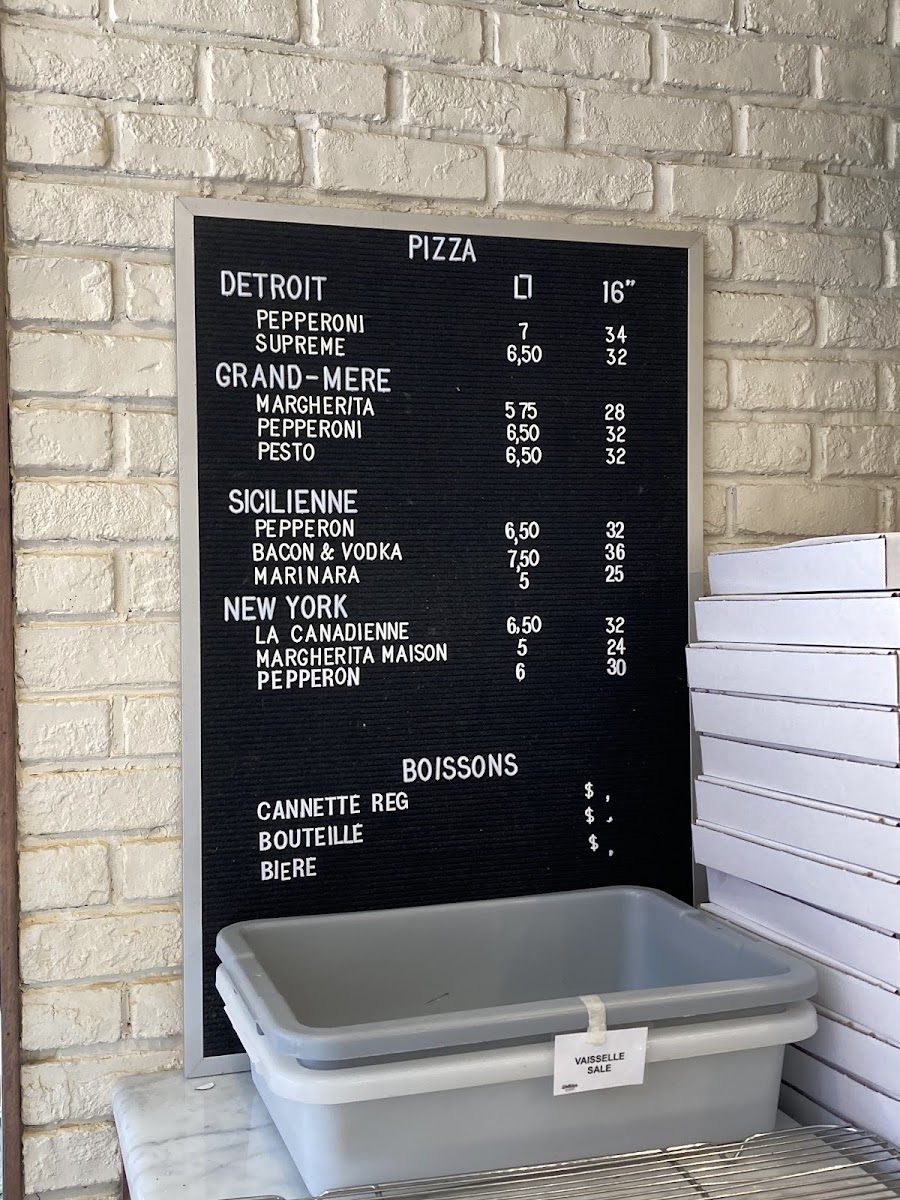 PIZZA
DETROIT 16”
PEPPERONI 7 34
SUPREME 6,50 32
GRAND-MERE
MARGHERITA 5 75 28
PEPPERONI 6,50 32
PESTO 6,50 32
SICILIENNE
PEPPERON 6,50 32
BACON & VODKA 7,50 36
MARINARA 5 25
NEW YORK
LA CANADIENNE 6,50 32
MARGHERITA MAISON 5 24
PEPPERON 6 30
BOISSONS
CANNETTE REG $ ,
BOUTEILLE $ ,
BIERE $ ,
VAISSELLE
SALE